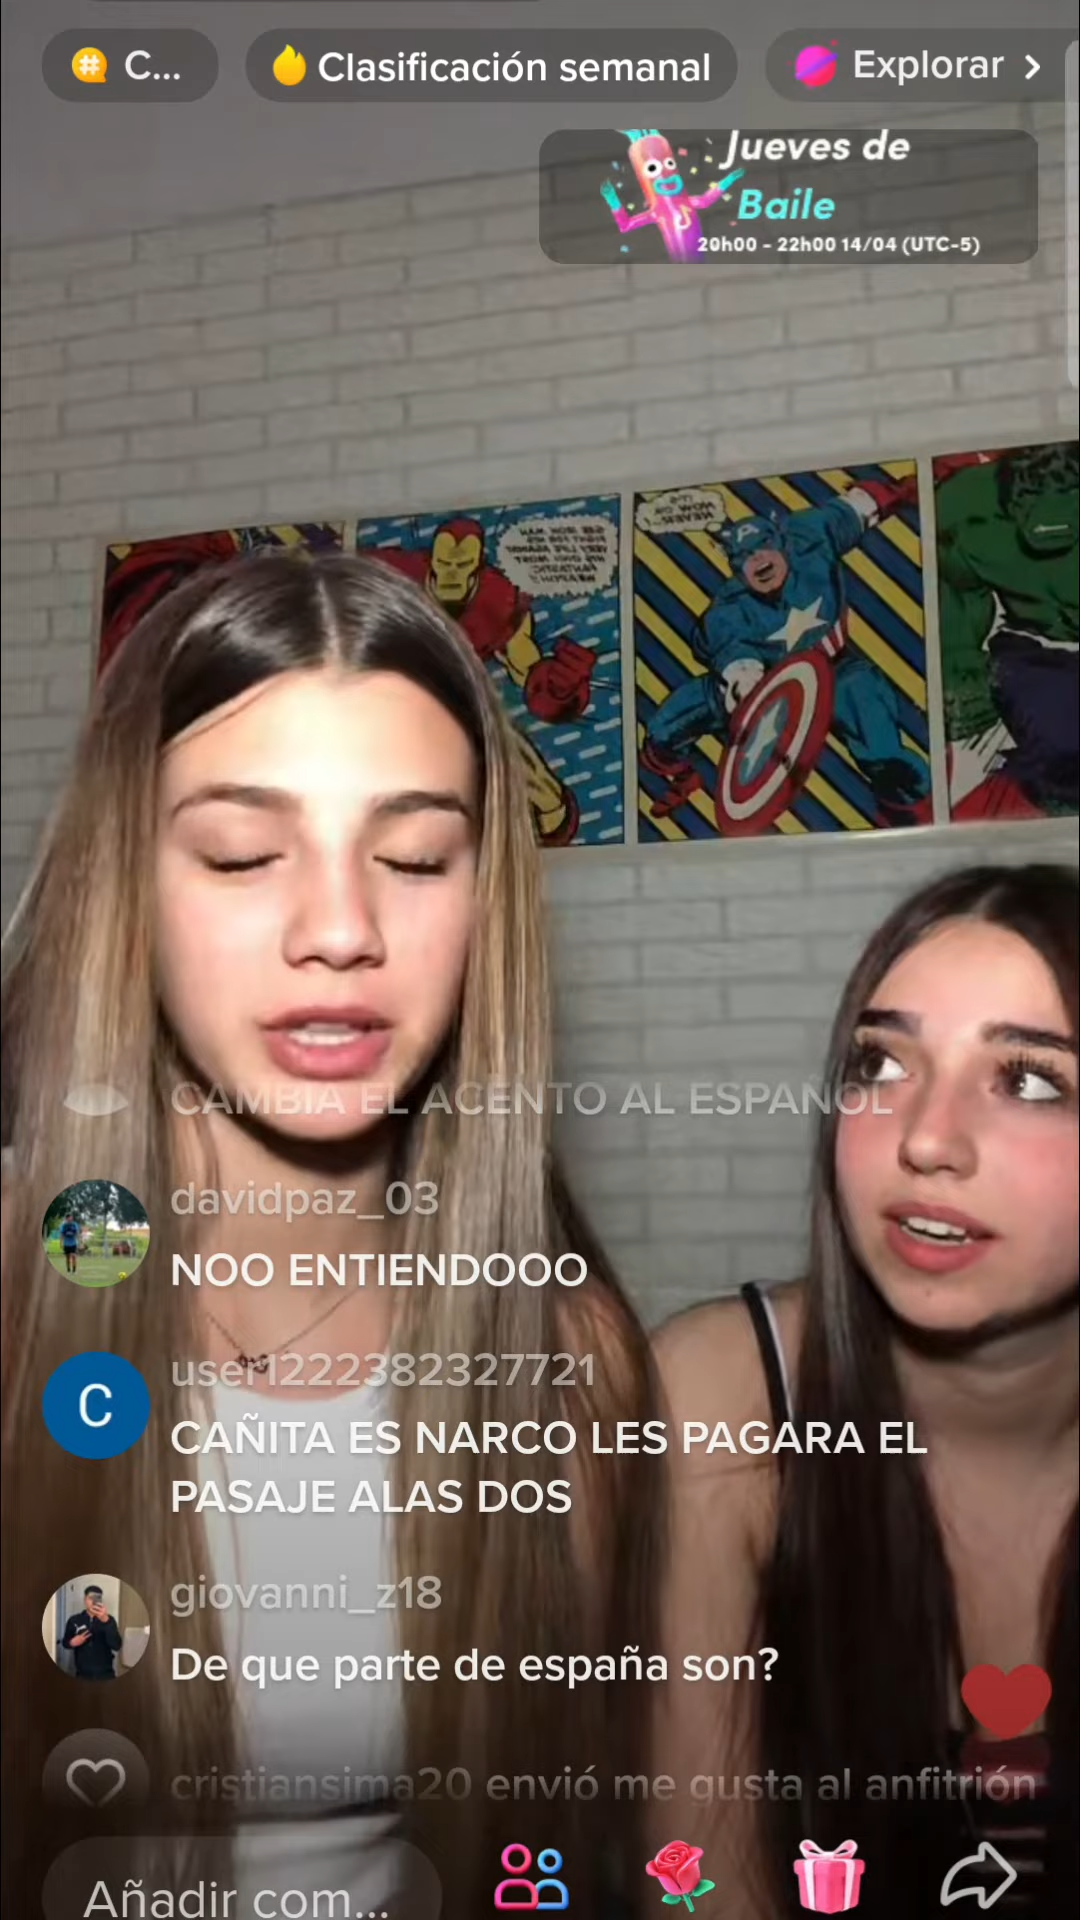 C...
Clasificación semanal
Explorar
Jueves de
Baile
20h00 - 22h00 14/04 (UTC-5)
CAMBIA EL ACENTO AL ESPAÑOL
davidpaz_03
NOO ENTIENDOOO
user1222382327721
C
CAÑITA ES NARCO LES PAGARA EL
PASAJE ALAS DOS
giovanni_z18
De que parte de españa son?
cristiansima20 envió me gusta al anfitrión
Añadir com...